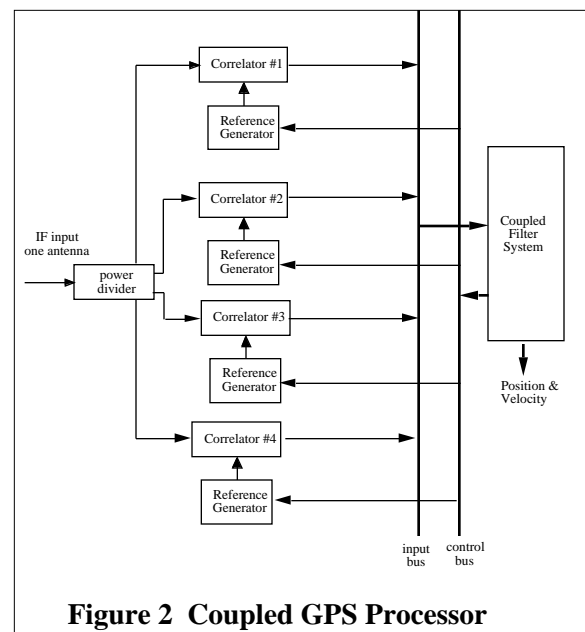 Correlator #1
Reference
Generator
Correlator #2
IF input
one antenna
Reference
Generator
power
divider
Coupled
Filter
System
Correlator #3
Reference
Generator
Position &
Velocity
Correlator #4
Reference
Generator
input
bus
control
bus
Figure 2 Coupled GPS Processor